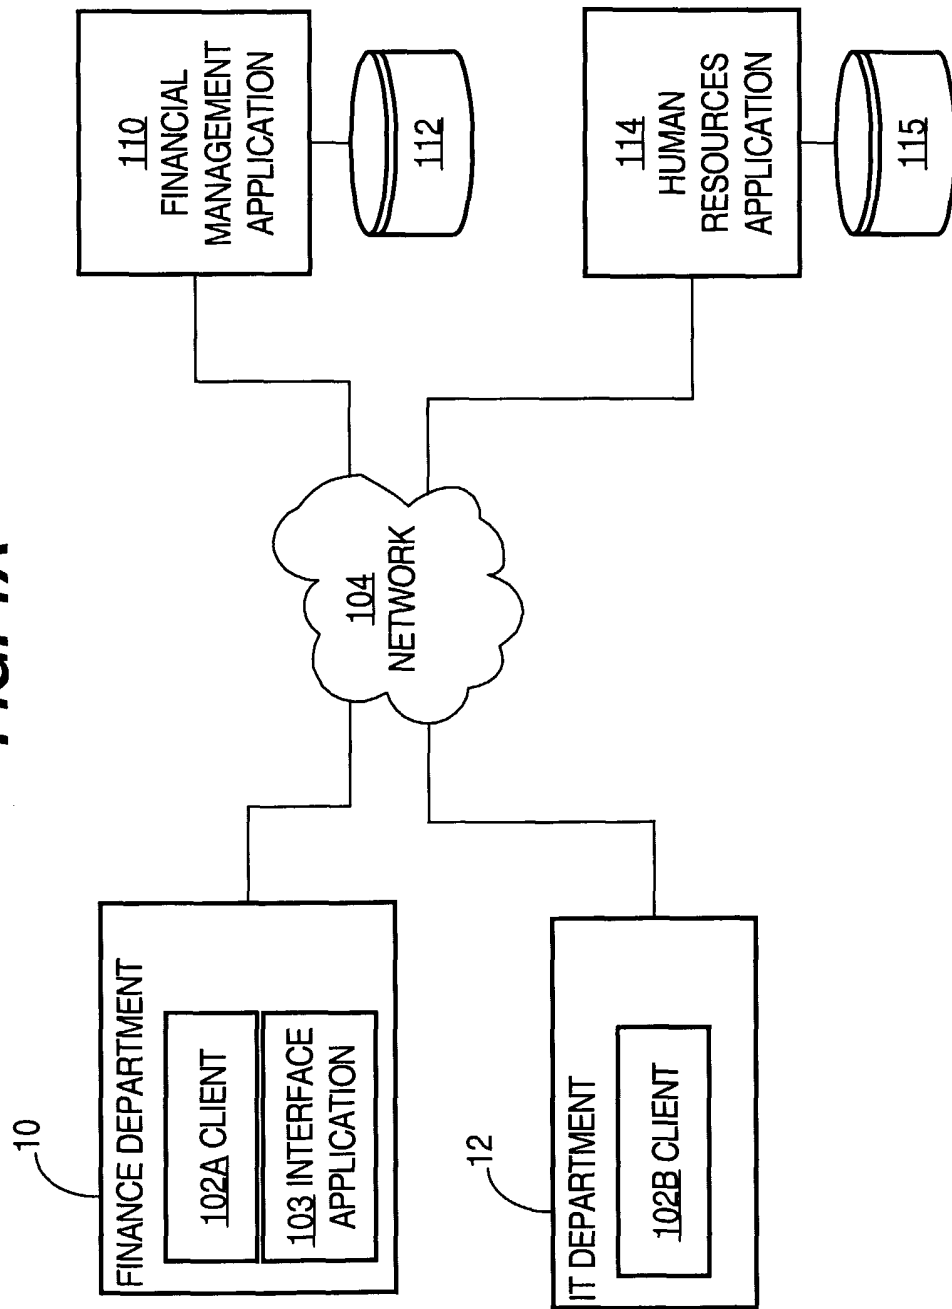 FIG. 1A
10
FINANCE DEPARTMENT
102A CLIENT
103 INTERFACE
APPLICATION
12
IT DEPARTMENT
102B CLIENT
104
NETWORK
110
FINANCIAL
MANAGEMENT
APPLICATION
112
114
HUMAN
RESOURCES
APPLICATION
115